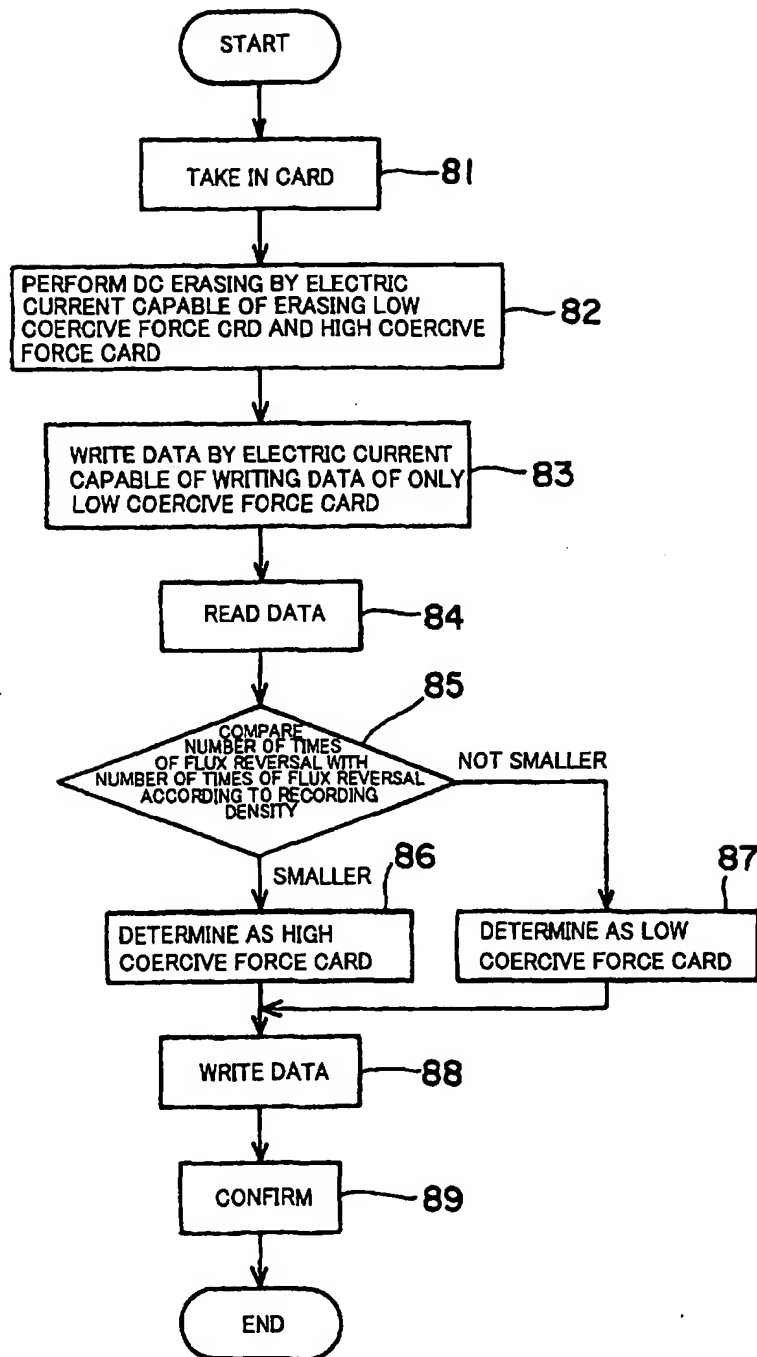 START
TAKE IN CARD
81
PERFORM DC ERASING BY ELECTRIC
CURRENT CAPABLE OF ERASING LOW
COERCIVE FORCE CRD AND HIGH COERCIVE
FORCE CARD
82
WRITE DATA BY ELECTRIC CURRENT
CAPABLE OF WRITING DATA OF ONLY
LOW COERCIVE FORCE CARD
83
READ DATA
84
85
COMPARE
NUMBER OF TIMES
OF FLUX REVERSAL WITH
NUMBER OF TIMES OF FLUX REVERSAL
ACCORDING TO RECORDING
DENSITY
NOT SMALLER
SMALLER
86
87
DETERMINE AS HIGH
COERCIVE FORCE CARD
DETERMINE AS LOW
COERCIVE FORCE CARD
WRITE DATA
88
CONFIRM
89
END